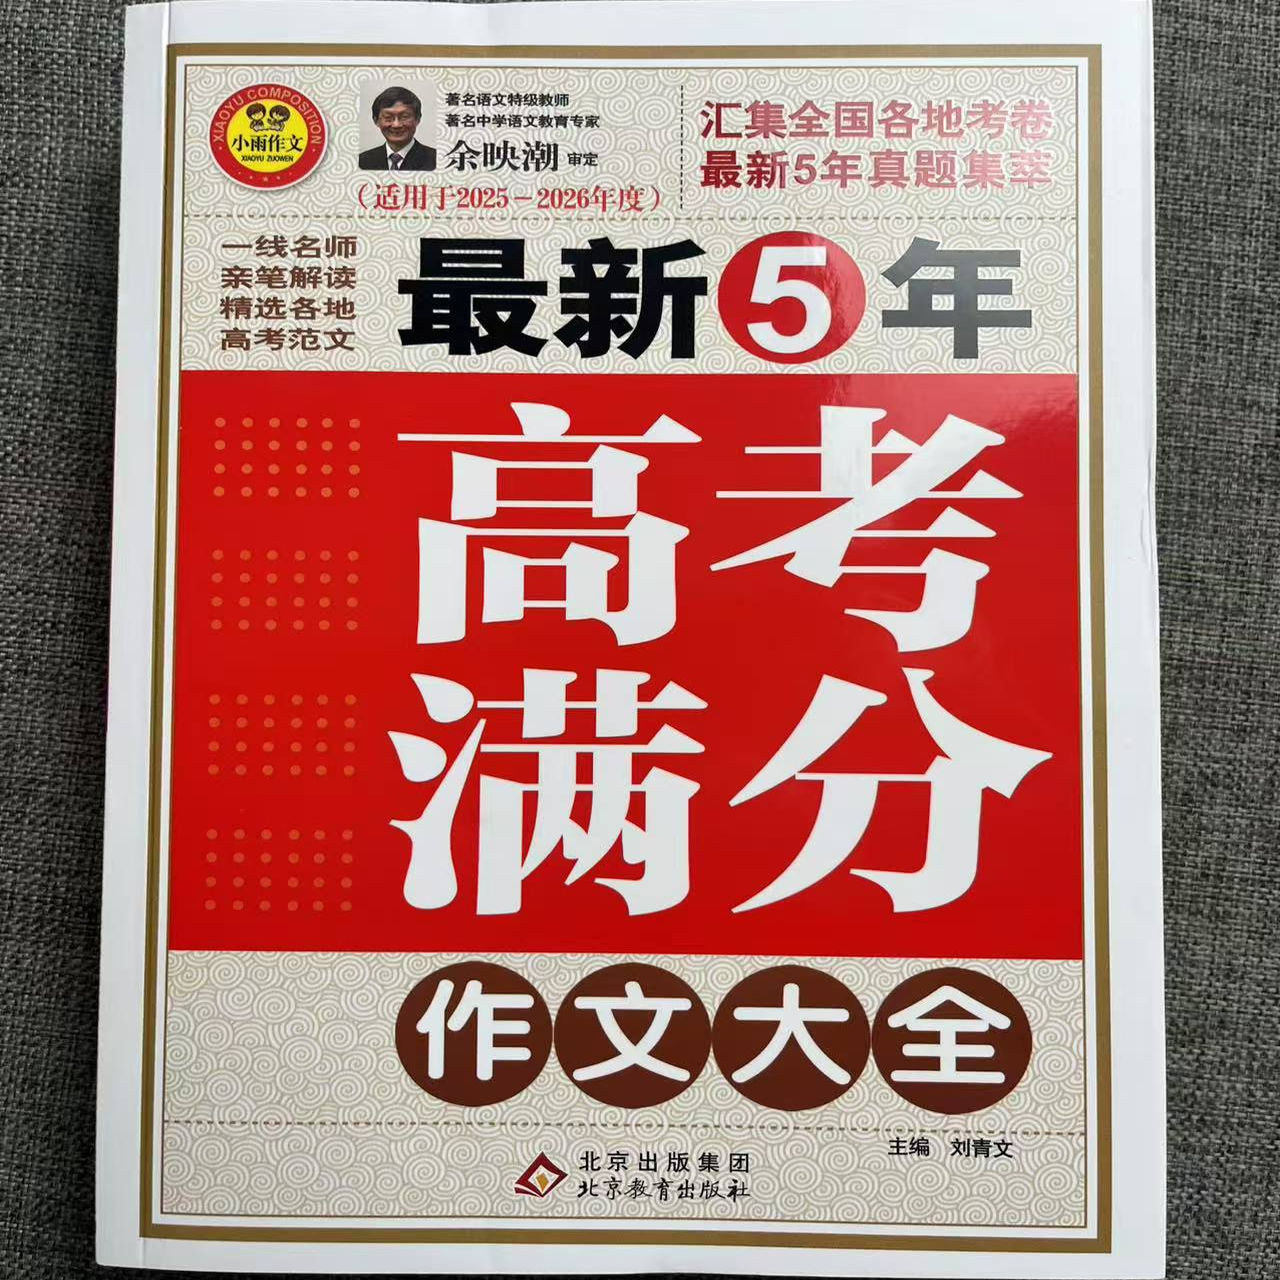 XIAOYU COMPOSITION
小雨作文
XIAOYU ZUOWEN
著名语文特级教师
著名中学语文教育专家
余映潮 审定
（适用于2025－2026年度）
汇集全国各地考卷
最新5年真题集萃
一线名师
亲笔解读
精选各地
高考范文
最新5年
高考
满分
作文大全
主编 刘青文
北京出版集团
北京教育出版社